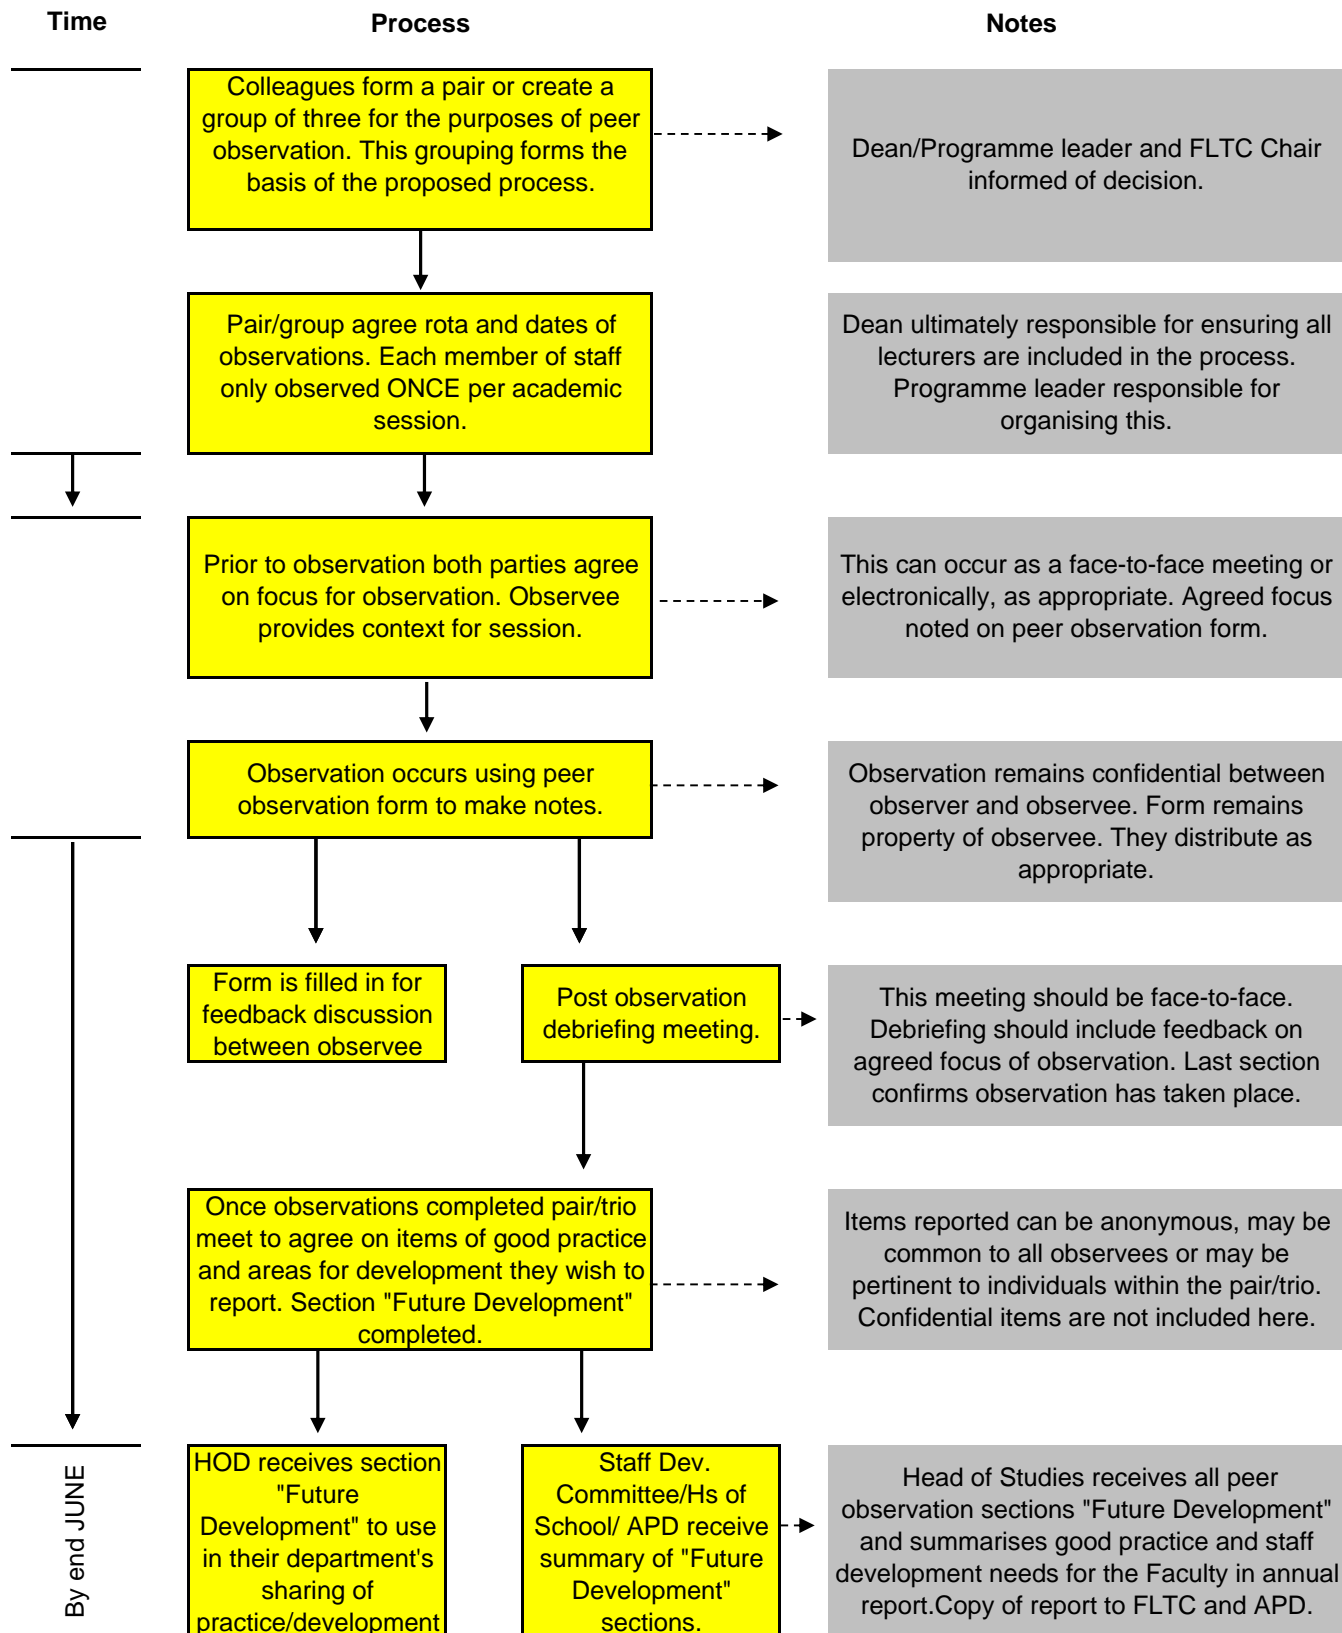 Time
Process
Notes
Colleagues form a pair or create a
group of three for the purposes of peer
observation. This grouping forms the
basis of the proposed process.
Dean/Programme leader and FLTC Chair
informed of decision.
Pair/group agree rota and dates of
observations. Each member of staff
only observed ONCE per academic
session.
Dean ultimately responsible for ensuring all
lecturers are included in the process.
Programme leader responsible for
organising this.
Prior to observation both parties agree
on focus for observation. Observee
provides context for session.
This can occur as a face-to-face meeting or
electronically, as appropriate. Agreed focus
noted on peer observation form.
Observation occurs using peer
observation form to make notes.
Observation remains confidential between
observer and observee. Form remains
property of observee. They distribute as
appropriate.
Form is filled in for
feedback discussion
between observee
Post observation
debriefing meeting.
This meeting should be face-to-face.
Debriefing should include feedback on
agreed focus of observation. Last section
confirms observation has taken place.
Once observations completed pair/trio
meet to agree on items of good practice
and areas for development they wish to
report. Section "Future Development"
completed.
Items reported can be anonymous, may be
common to all observees or may be
pertinent to individuals within the pair/trio.
Confidential items are not included here.
By end JUNE
HOD receives section
"Future
Development" to use
in their department's
sharing of
practice/development
Staff Dev.
Committee/Hs of
School/ APD receive
summary of "Future
Development"
sections.
Head of Studies receives all peer
observation sections "Future Development"
and summarises good practice and staff
development needs for the Faculty in annual
report.Copy of report to FLTC and APD.